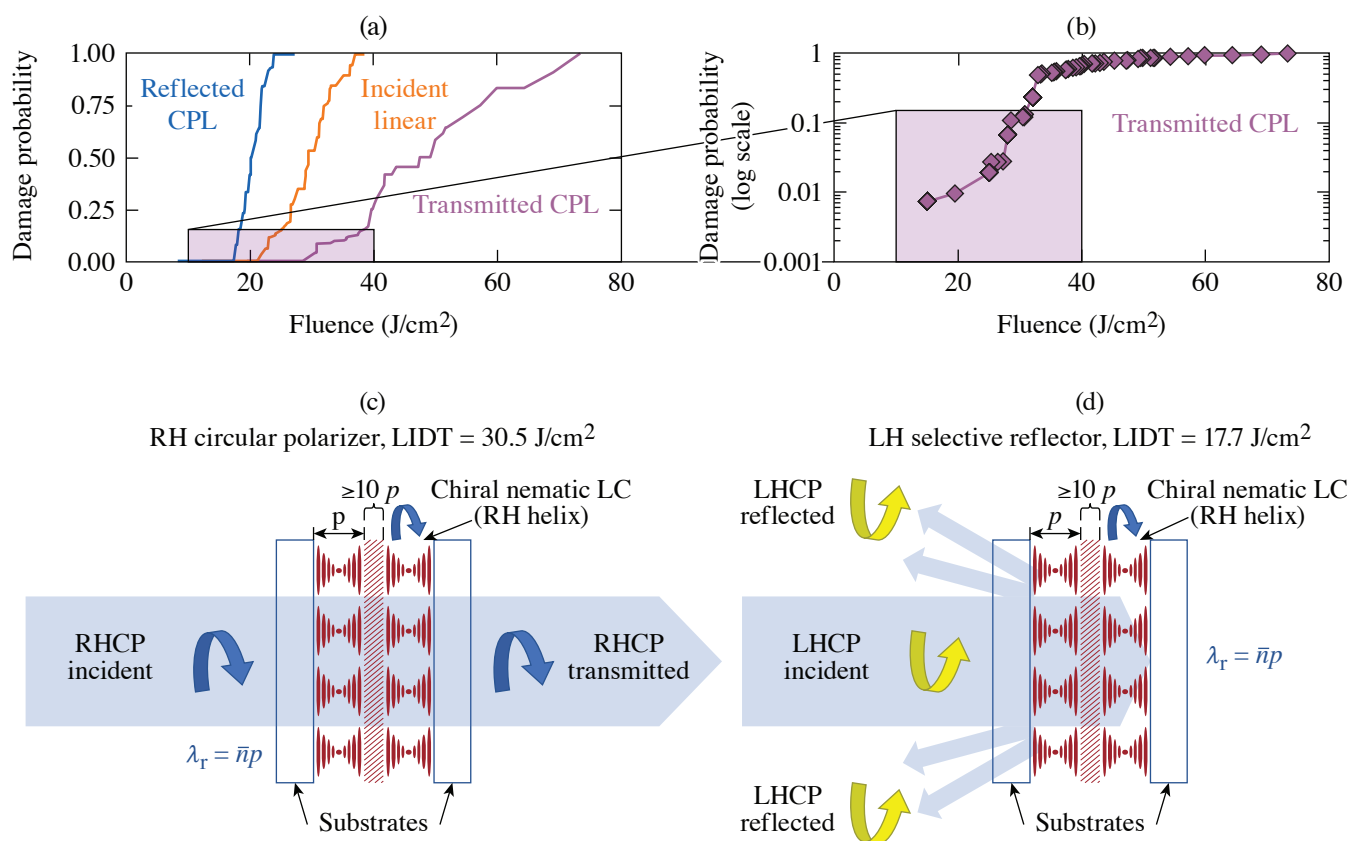 (a)
Damage probability
1.00
0.75
0.50
0.25
0.00
0
20
40
60
80
Fluence (J/cm²)
Reflected
CPL
Incident
linear
Transmitted CPL
(b)
Damage probability
(log scale)
1
0.1
0.01
0.001
0
20
40
60
80
Fluence (J/cm²)
Transmitted CPL
(c)
RH circular polarizer, LIDT = 30.5 J/cm²
≥10 p
p
Chiral nematic LC
(RH helix)
RHCP
incident
RHCP
transmitted
λr = n̄p
Substrates
(d)
LH selective reflector, LIDT = 17.7 J/cm²
LHCP
reflected
≥10 p
p
Chiral nematic LC
(RH helix)
LHCP
incident
λr = n̄p
LHCP
reflected
Substrates